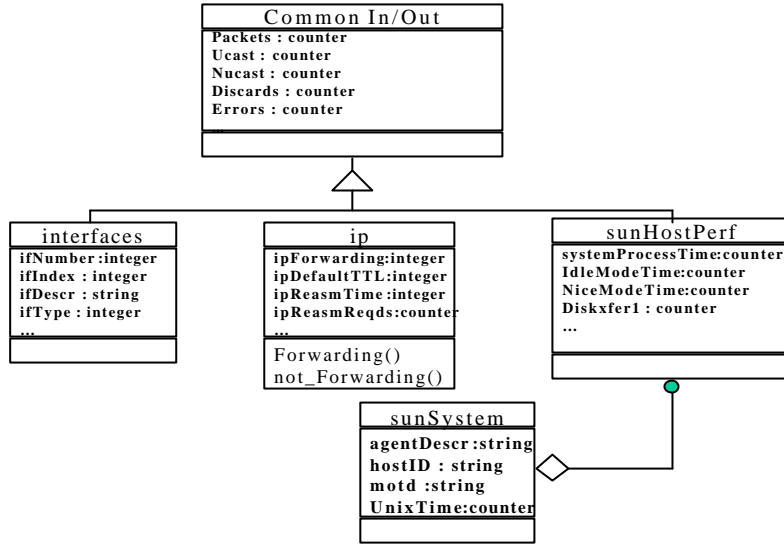 Common In/Out
Packets : counter
Ucast : counter
Nucast : counter
Discards : counter
Errors : counter
...
interfaces
ifNumber :integer
ifIndex : integer
ifDescr : string
ifType : integer
...
ip
ipForwarding:integer
ipDefaultTTL:integer
ipReasmTime:integer
ipReasmReqds:counter
...
Forwarding()
not_Forwarding()
sunHostPerf
systemProcessTime:counter
IdleModeTime:counter
NiceModeTime:counter
Diskxfer1 : counter
...
sunSystem
agentDescr :string
hostID : string
motd :string
UnixTime:counter